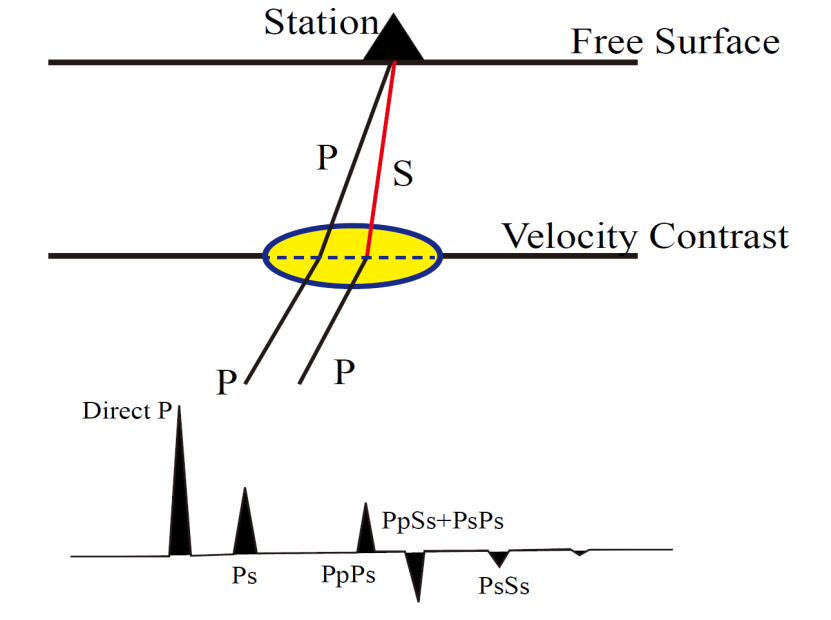 Station
Free Surface
P
S
Velocity Contrast
P
P
Direct P
PpSs+PsPs
Ps
PpPs
PsSs